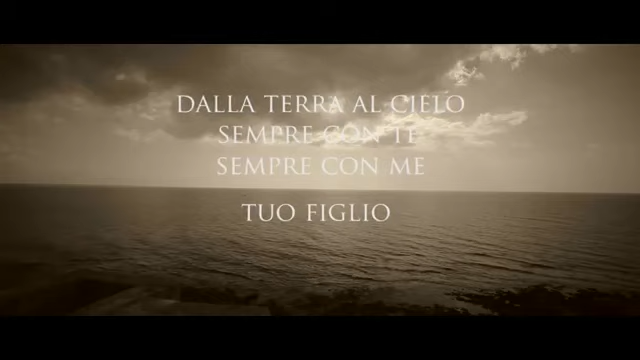 DALLA TERRA AL CIELO
SEMPRE CON TE
SEMPRE CON ME
TUO FIGLIO